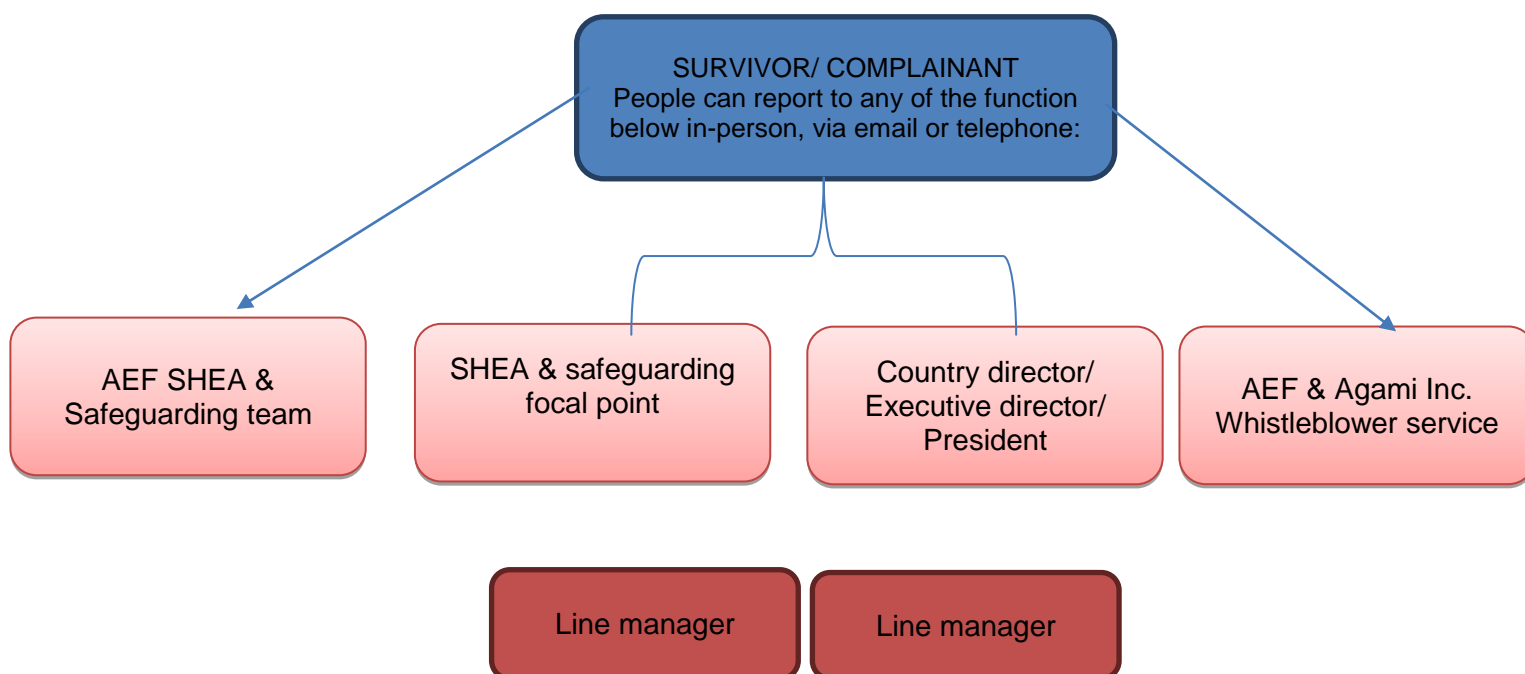 SURVIVOR/ COMPLAINANT
People can report to any of the function
below in-person, via email or telephone:
AEF SHEA &
Safeguarding team
SHEA & safeguarding
focal point
Country director/
Executive director/
President
AEF & Agami Inc.
Whistleblower service
Line manager
Line manager